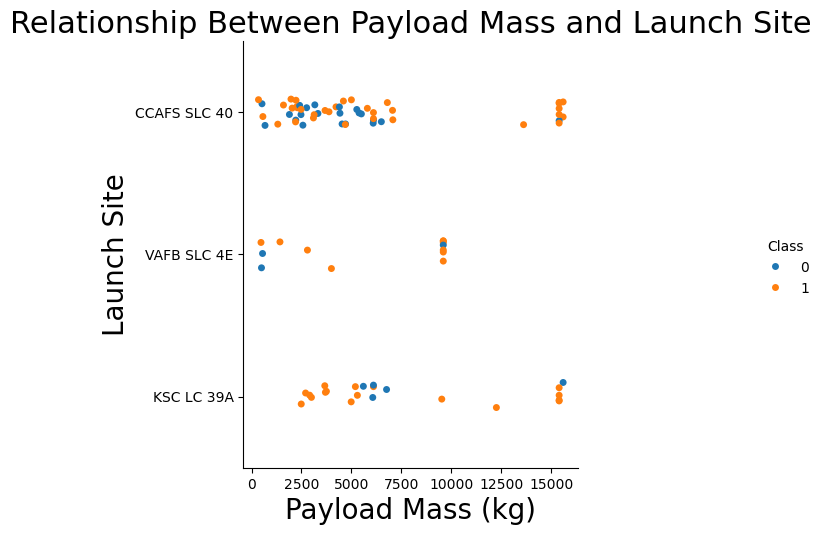 Relationship Between Payload Mass and Launch Site
Launch Site
CCAFS SLC 40
VAFB SLC 4E
KSC LC 39A
0 2500 5000 7500 10000 12500 15000
Payload Mass (kg)
Class
0
1